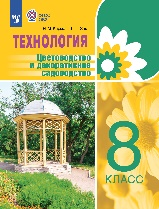 ТЕХНОЛОГИЯ
Цветоводство
и декоративное
садоводство
8
КЛАСС